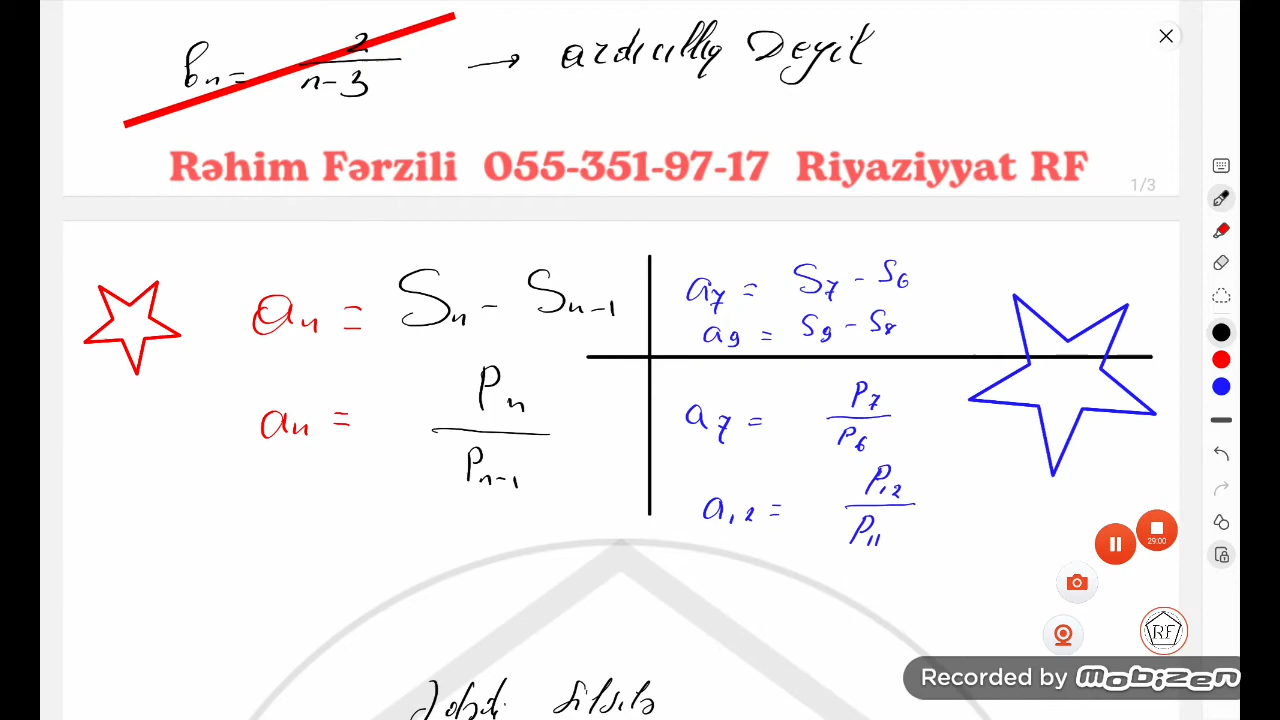 bn = 2 / n-3 → ardıcıllıq deyil
Rəhim Fərzili 055-351-97-17 Riyaziyyat RF
1/3
an = Sn - Sn-1
a7 = S7 - S6
a9 = S9 - S8
an = Pn / Pn-1
a7 = P7 / P6
a12 = P12 / P11
29:00
RF
Recorded by mobizen
silsilə